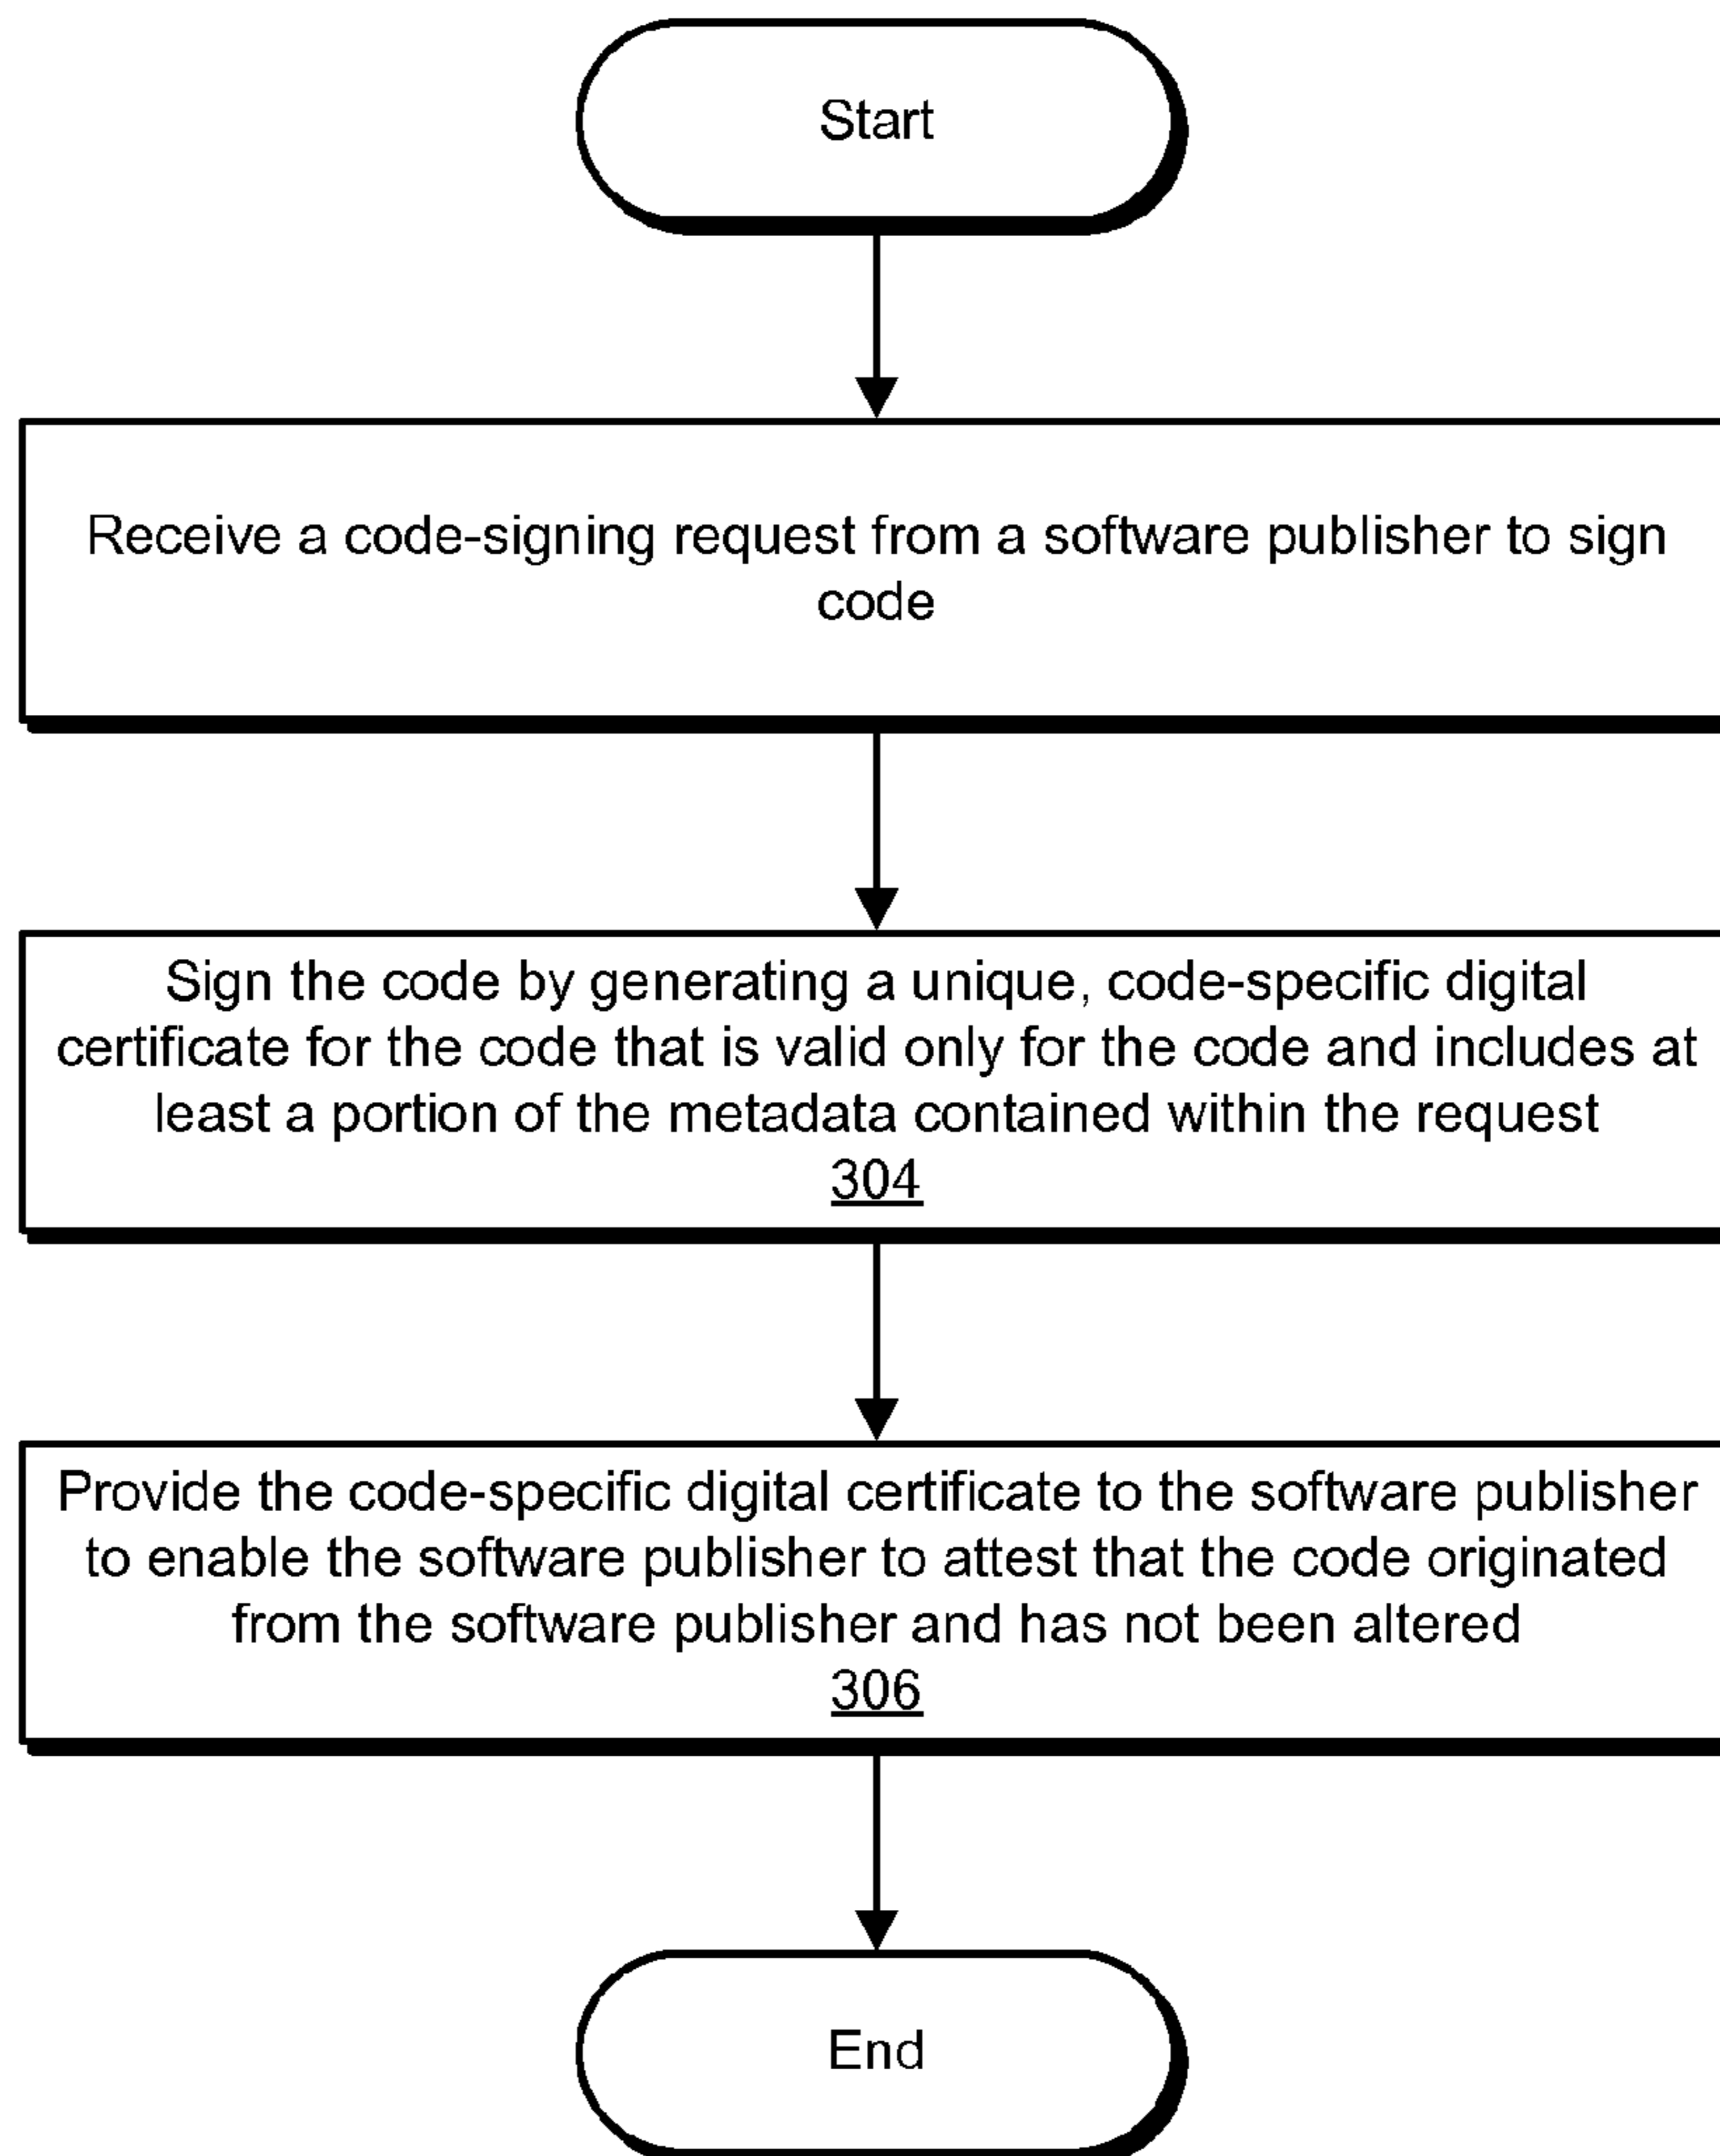 Start
Receive a code-signing request from a software publisher to sign
code
Sign the code by generating a unique, code-specific digital
certificate for the code that is valid only for the code and includes at
least a portion of the metadata contained within the request
304
Provide the code-specific digital certificate to the software publisher
to enable the software publisher to attest that the code originated
from the software publisher and has not been altered
306
End